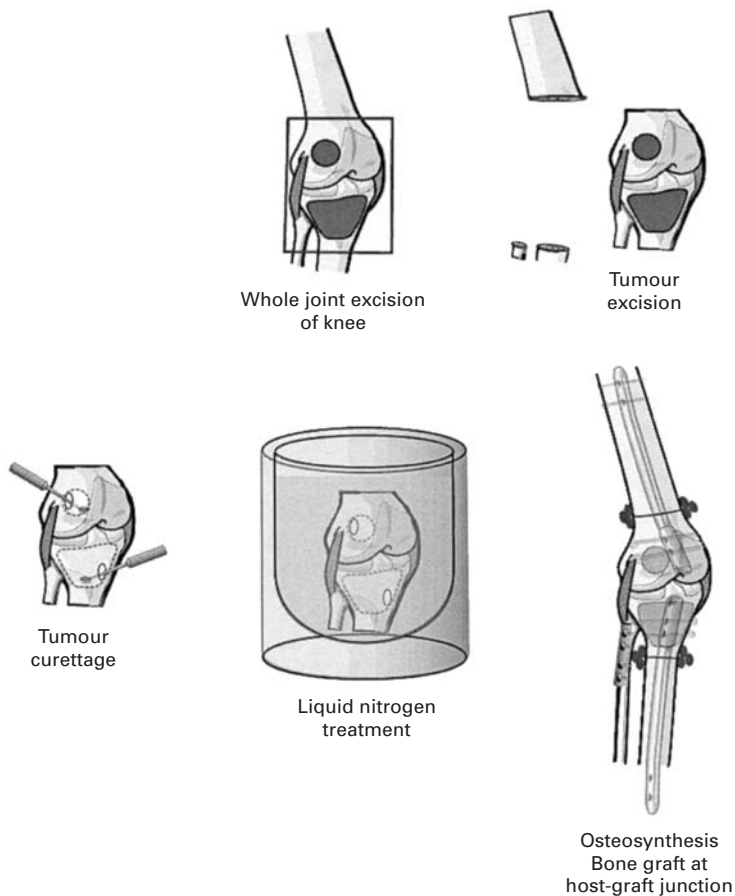 Whole joint excision
of knee
Tumour
excision
Tumour
curettage
Liquid nitrogen
treatment
Osteosynthesis
Bone graft at
host-graft junction